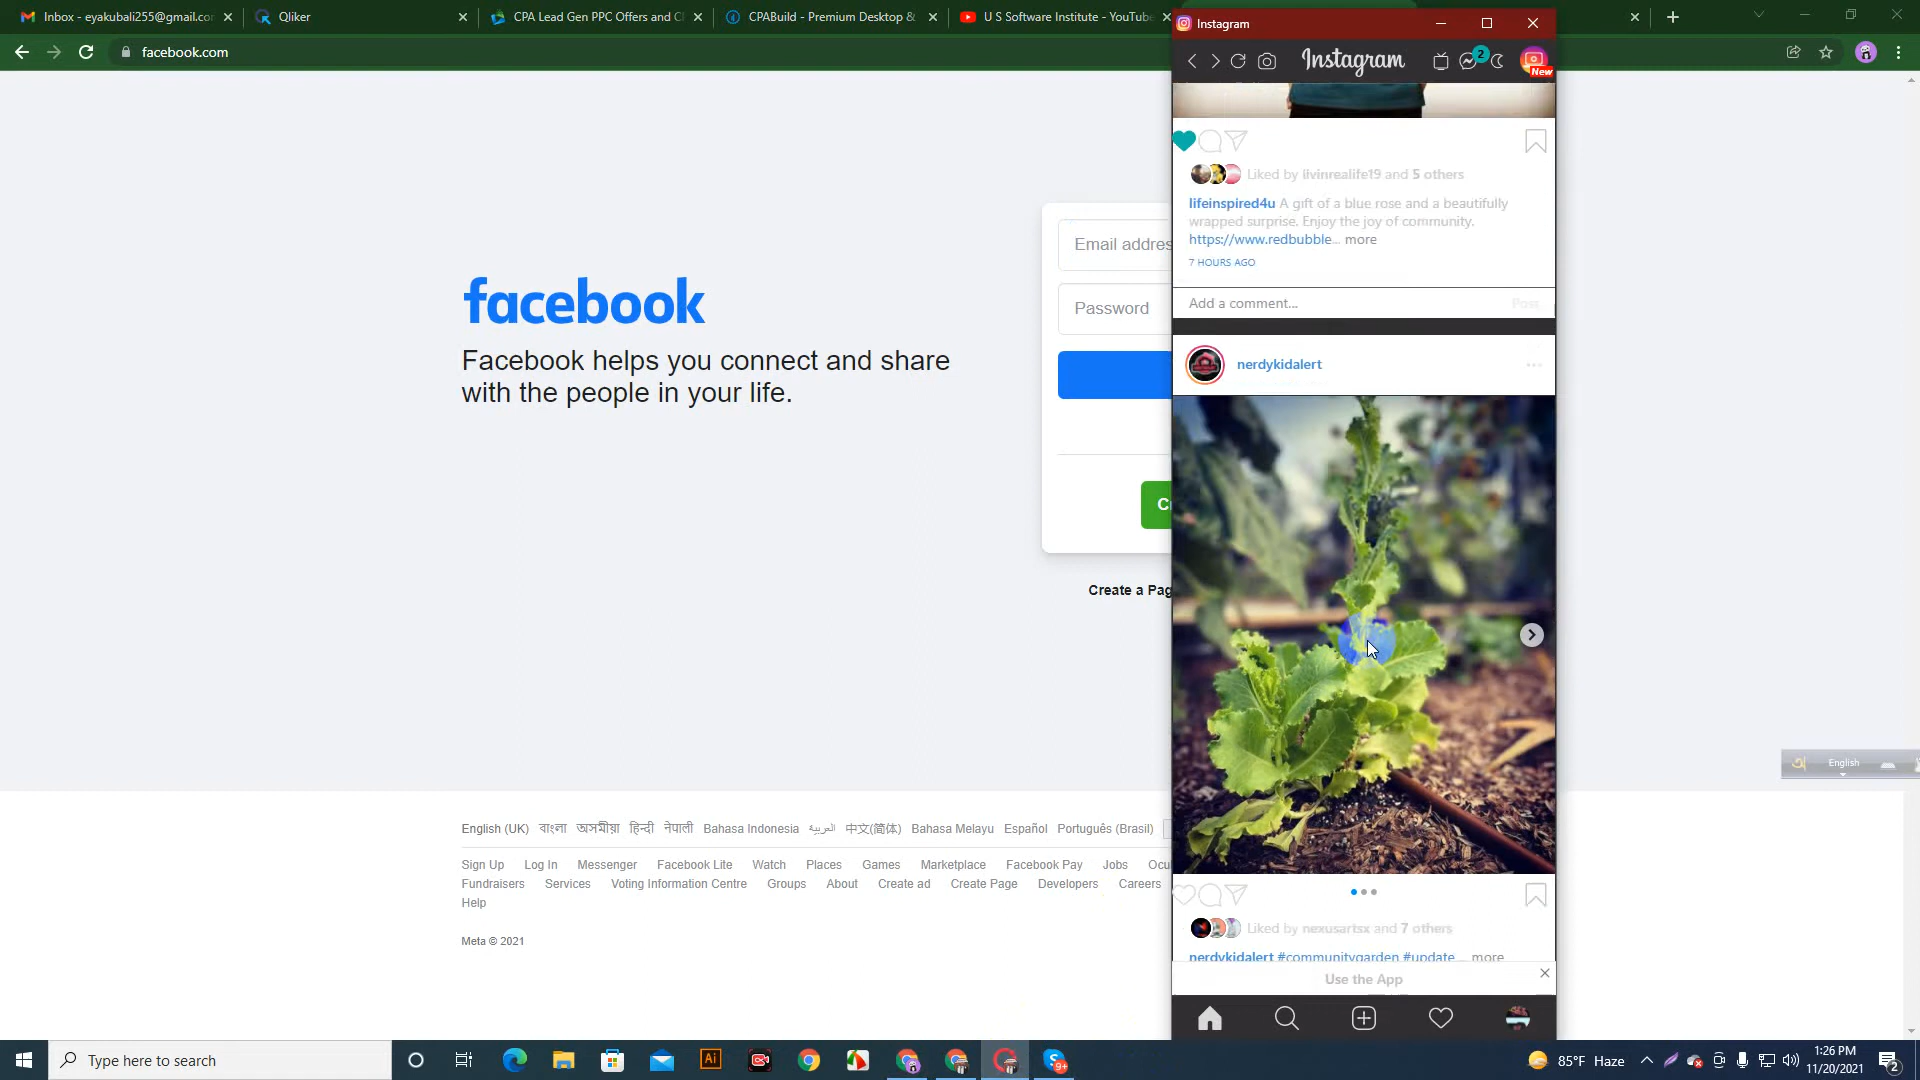 Inbox - eyakubali255@gmail.co
Qliker
CPA Lead Gen PPC Offers and C
CPABuild - Premium Desktop &
U S Software Institute - YouTube
facebook.com
Instagram
Instagram
2
New
facebook
Facebook helps you connect and share
with the people in your life.
Email addres
Password
Create a Pag
Liked by ilvinrealife19 and 5 others
lifeinspired4u A gift of a blue rose and a beautifully
wrapped surprise. Enjoy the joy of community.
https://www.redbubble... more
7 HOURS AGO
Add a comment...
Post
nerdykidalert
Liked by nexusartsx and 7 others
nerdykidalert #communitygarden #update... more
Use the App
English
English (UK) বাংলা অসমীয়া हिन्दी नेपाली Bahasa Indonesia العربية 中文(简体) Bahasa Melayu Español Português (Brasil)
Sign Up Log In Messenger Facebook Lite Watch Places Games Marketplace Facebook Pay Jobs Ocu
Fundraisers Services Voting Information Centre Groups About Create ad Create Page Developers Careers
Help
Meta © 2021
Type here to search
Ai
9+
85°F Haze
1:26 PM
11/20/2021
2